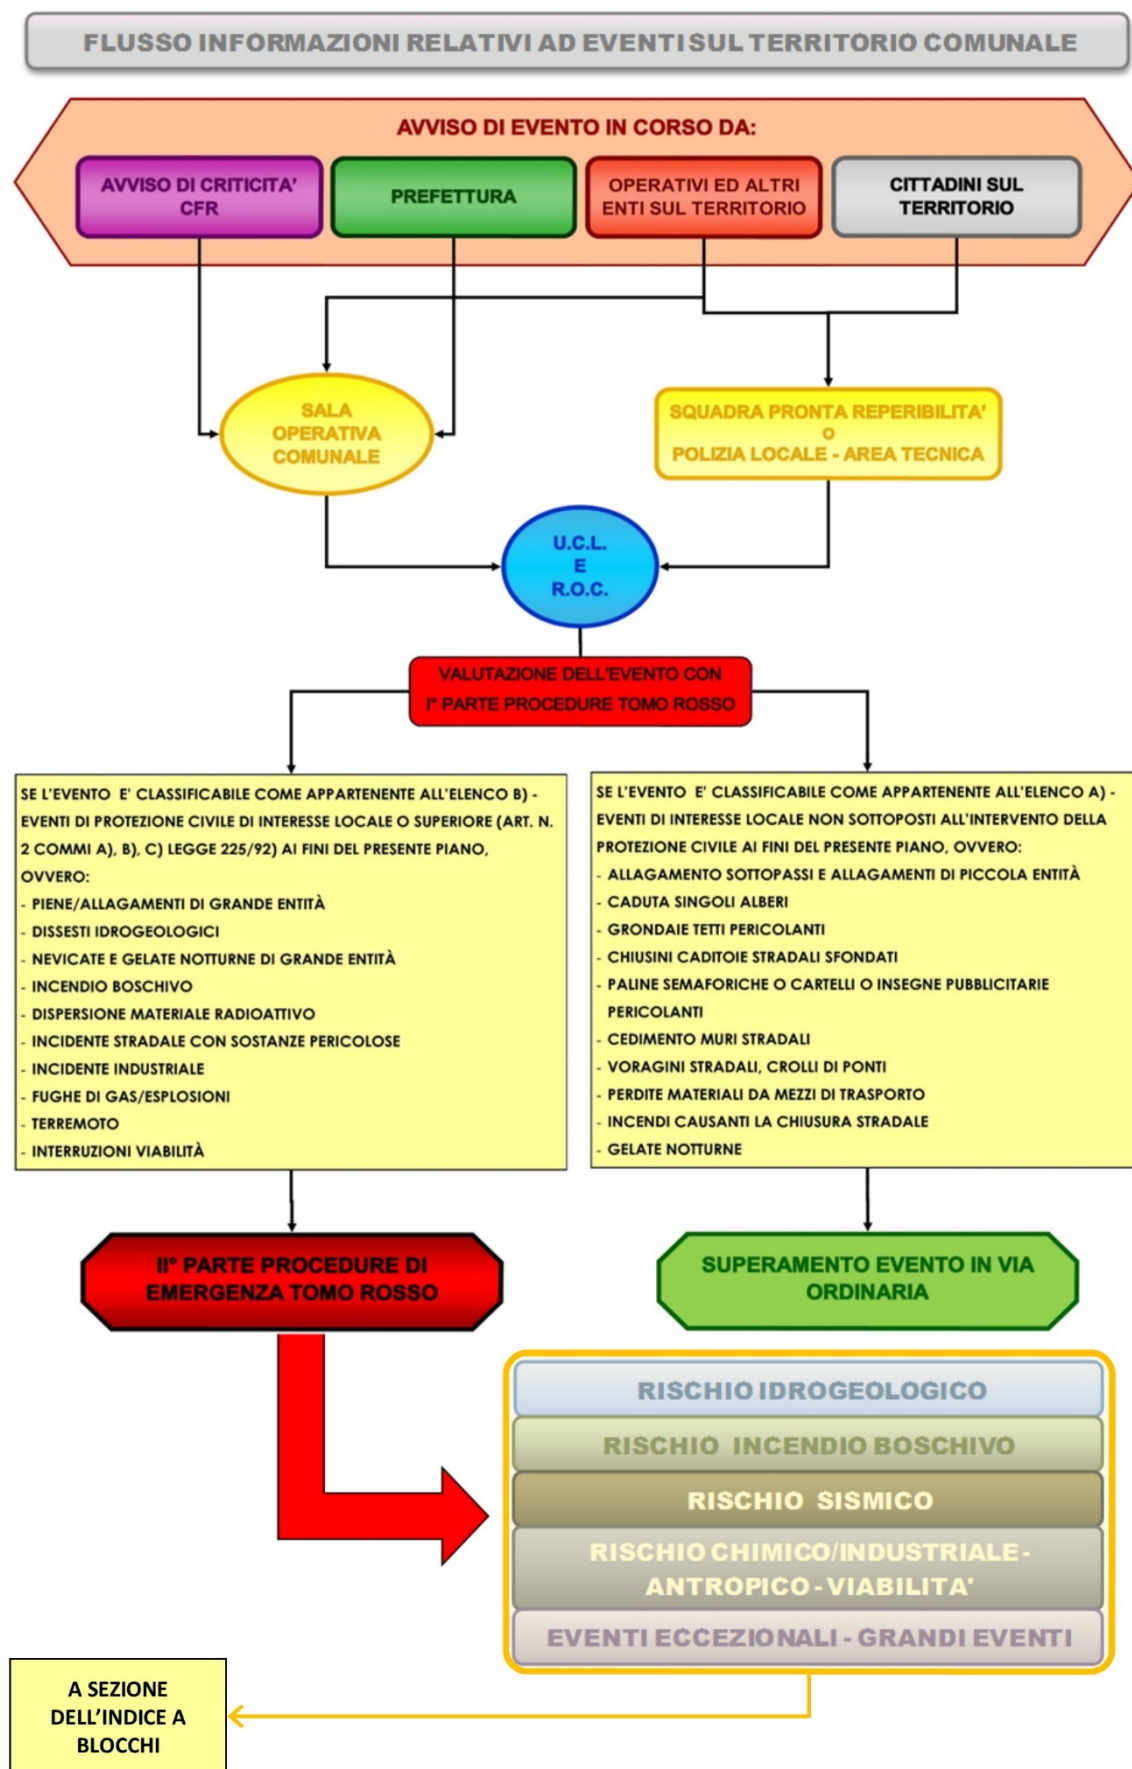 FLUSSO INFORMAZIONI RELATIVI AD EVENTI SUL TERRITORIO COMUNALE
AVVISO DI EVENTO IN CORSO DA:
AVVISO DI CRITICITA'
CFR
PREFETTURA
OPERATIVI ED ALTRI
ENTI SUL TERRITORIO
CITTADINI SUL
TERRITORIO
SALA
OPERATIVA
COMUNALE
SQUADRA PRONTA REPERIBILITA'
O
POLIZIA LOCALE - AREA TECNICA
U.C.L.
E
R.O.C.
VALUTAZIONE DELL'EVENTO CON
I° PARTE PROCEDURE TOMO ROSSO
SE L'EVENTO E' CLASSIFICABILE COME APPARTENENTE ALL'ELENCO B) -
EVENTI DI PROTEZIONE CIVILE DI INTERESSE LOCALE O SUPERIORE (ART. N.
2 COMMI A), B), C) LEGGE 225/92) AI FINI DEL PRESENTE PIANO,
OVVERO:
- PIENE/ALLAGAMENTI DI GRANDE ENTITÀ
- DISSESTI IDROGEOLOGICI
- NEVICATE E GELATE NOTTURNE DI GRANDE ENTITÀ
- INCENDIO BOSCHIVO
- DISPERSIONE MATERIALE RADIOATTIVO
- INCIDENTE STRADALE CON SOSTANZE PERICOLOSE
- INCIDENTE INDUSTRIALE
- FUGHE DI GAS/ESPLOSIONI
- TERREMOTO
- INTERRUZIONI VIABILITÀ
SE L'EVENTO E' CLASSIFICABILE COME APPARTENENTE ALL'ELENCO A) -
EVENTI DI INTERESSE LOCALE NON SOTTOPOSTI ALL'INTERVENTO DELLA
PROTEZIONE CIVILE AI FINI DEL PRESENTE PIANO, OVVERO:
- ALLAGAMENTO SOTTOPASSI E ALLAGAMENTI DI PICCOLA ENTITÀ
- CADUTA SINGOLI ALBERI
- GRONDAIE TETTI PERICOLANTI
- CHIUSINI CADITOIE STRADALI SFONDATI
- PALINE SEMAFORICHE O CARTELLI O INSEGNE PUBBLICITARIE
PERICOLANTI
- CEDIMENTO MURI STRADALI
- VORAGINI STRADALI, CROLLI DI PONTI
- PERDITE MATERIALI DA MEZZI DI TRASPORTO
- INCENDI CAUSANTI LA CHIUSURA STRADALE
- GELATE NOTTURNE
II° PARTE PROCEDURE DI
EMERGENZA TOMO ROSSO
SUPERAMENTO EVENTO IN VIA
ORDINARIA
RISCHIO IDROGEOLOGICO
RISCHIO INCENDIO BOSCHIVO
RISCHIO SISMICO
RISCHIO CHIMICO/INDUSTRIALE -
ANTROPICO - VIABILITA'
EVENTI ECCEZIONALI - GRANDI EVENTI
A SEZIONE
DELL'INDICE A
BLOCCHI